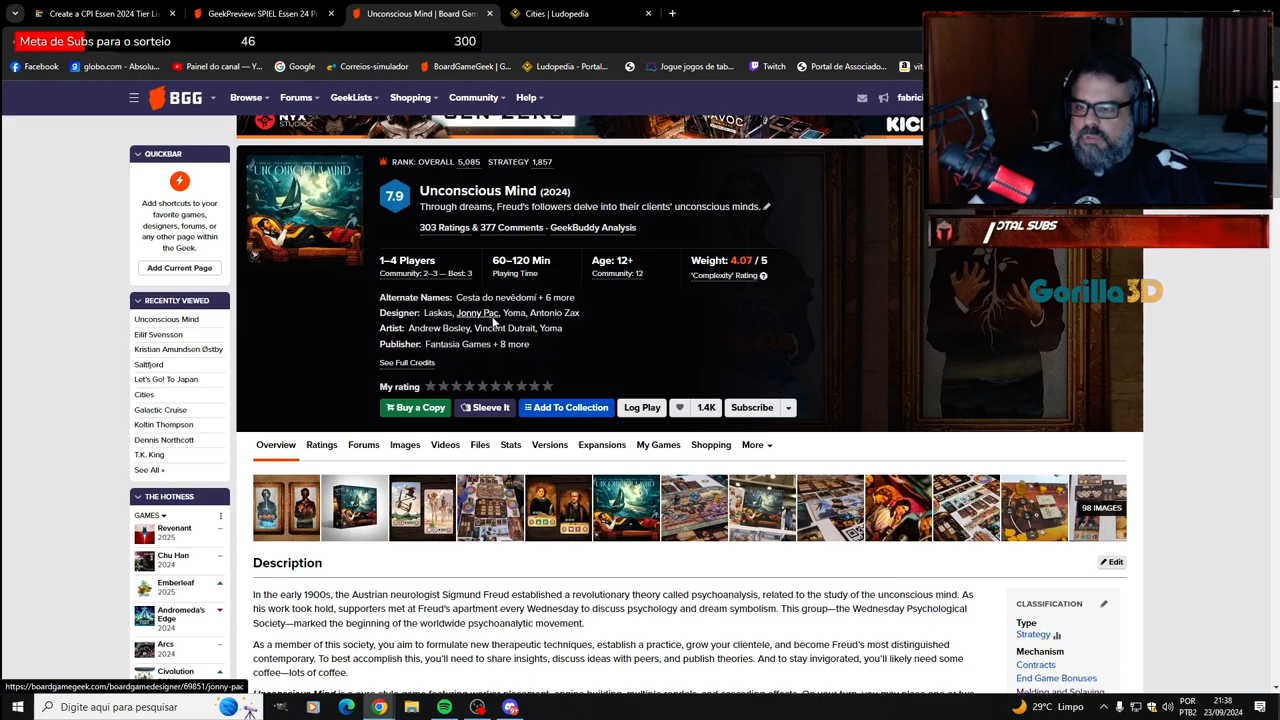 Create a CPI Essen 2024 Tier Lis
GeekPreview: SPIEL Essen 24 Pr
Unconscious Mind | Board Gam
Cities | Ludopedia
Meta de Subs para o sorteio
46
300
Facebook
globo.com - Absolu...
Painel do canal — Y...
Google
Correios-simulador
BoardGameGeek | G...
Ludopedia - Portal...
Jogue jogos de tab...
Twitch
Portal de Associado...
BGG
Browse
Forums
GeekLists
Shopping
Community
Help
fabrici
NYX
STUDIOS
KICK
QUICKBAR
Add shortcuts to your
favorite games,
designers, forums, or
any other page within
the Geek.
Add Current Page
RECENTLY VIEWED
Unconscious Mind
Eilif Svensson
Kristian Amundsen Østby
Saltfjord
Let's Go! To Japan
Cities
Galactic Cruise
Koltin Thompson
Dennis Northcott
T.K. King
See All »
THE HOTNESS
GAMES
Revenant
2025
Chu Han
2024
Emberleaf
2025
Andromeda's
Edge
2024
Arcs
2024
Civolution
UNCONSCIOUS MIND
RANK: OVERALL 5,085 STRATEGY 1,857
7.9
Unconscious Mind (2024)
Through dreams, Freud's followers delve into their clients' unconscious minds.
303 Ratings & 377 Comments · GeekBuddy Analysis
1–4 Players
Community: 2–3 — Best: 3
60–120 Min
Playing Time
Age: 12+
Community: 12
Weight: 4.07 / 5
'Complexity' Rating
Alternate Names: Cesta do nevědomí + 6 more
Designer: Laskas, Jonny Pac, Yoma, Antonio Zax
Artist: Andrew Bosley, Vincent Dutrait, Yoma
Publisher: Fantasia Games + 8 more
See Full Credits
My rating
Buy a Copy
Sleeve It
Add To Collection
Log Play
1.4K
Subscribe
Overview
Ratings
Forums
Images
Videos
Files
Stats
Versions
Expansions
My Games
Shopping
More
98 IMAGES
Description
Edit
In the early 1900s, the Austrian neurologist Sigmund Freud established a revolutionary theory called psychoanalysis, related to the study of the unconscious mind. As
his work took hold, supporters met at Freud's apartment every Wednesday to discuss psychology and dream symbolism. This group—the Wednesday Psychological
Society—marked the beginning of the worldwide psychoanalytic movement.
As a member of this society, you aim to formulate new therapeutic techniques, establish a practice, grow your clientele, and become Freud's most distinguished
contemporary. To best accomplish this, you'll need to share insights, discuss ideas with peers, and publish theories. And to stay invigorated, you'll likely need some
coffee—lots of coffee.
CLASSIFICATION
Type
Strategy
Mechanism
Contracts
End Game Bonuses
Melding and Splaying
TOTAL SUBS
Gorilla3D
https://boardgamegeek.com/boardgamedesigner/69851/jonny-pac
Digite aqui para pesquisar
29°C Limpo
POR
PTB2
21:38
23/09/2024